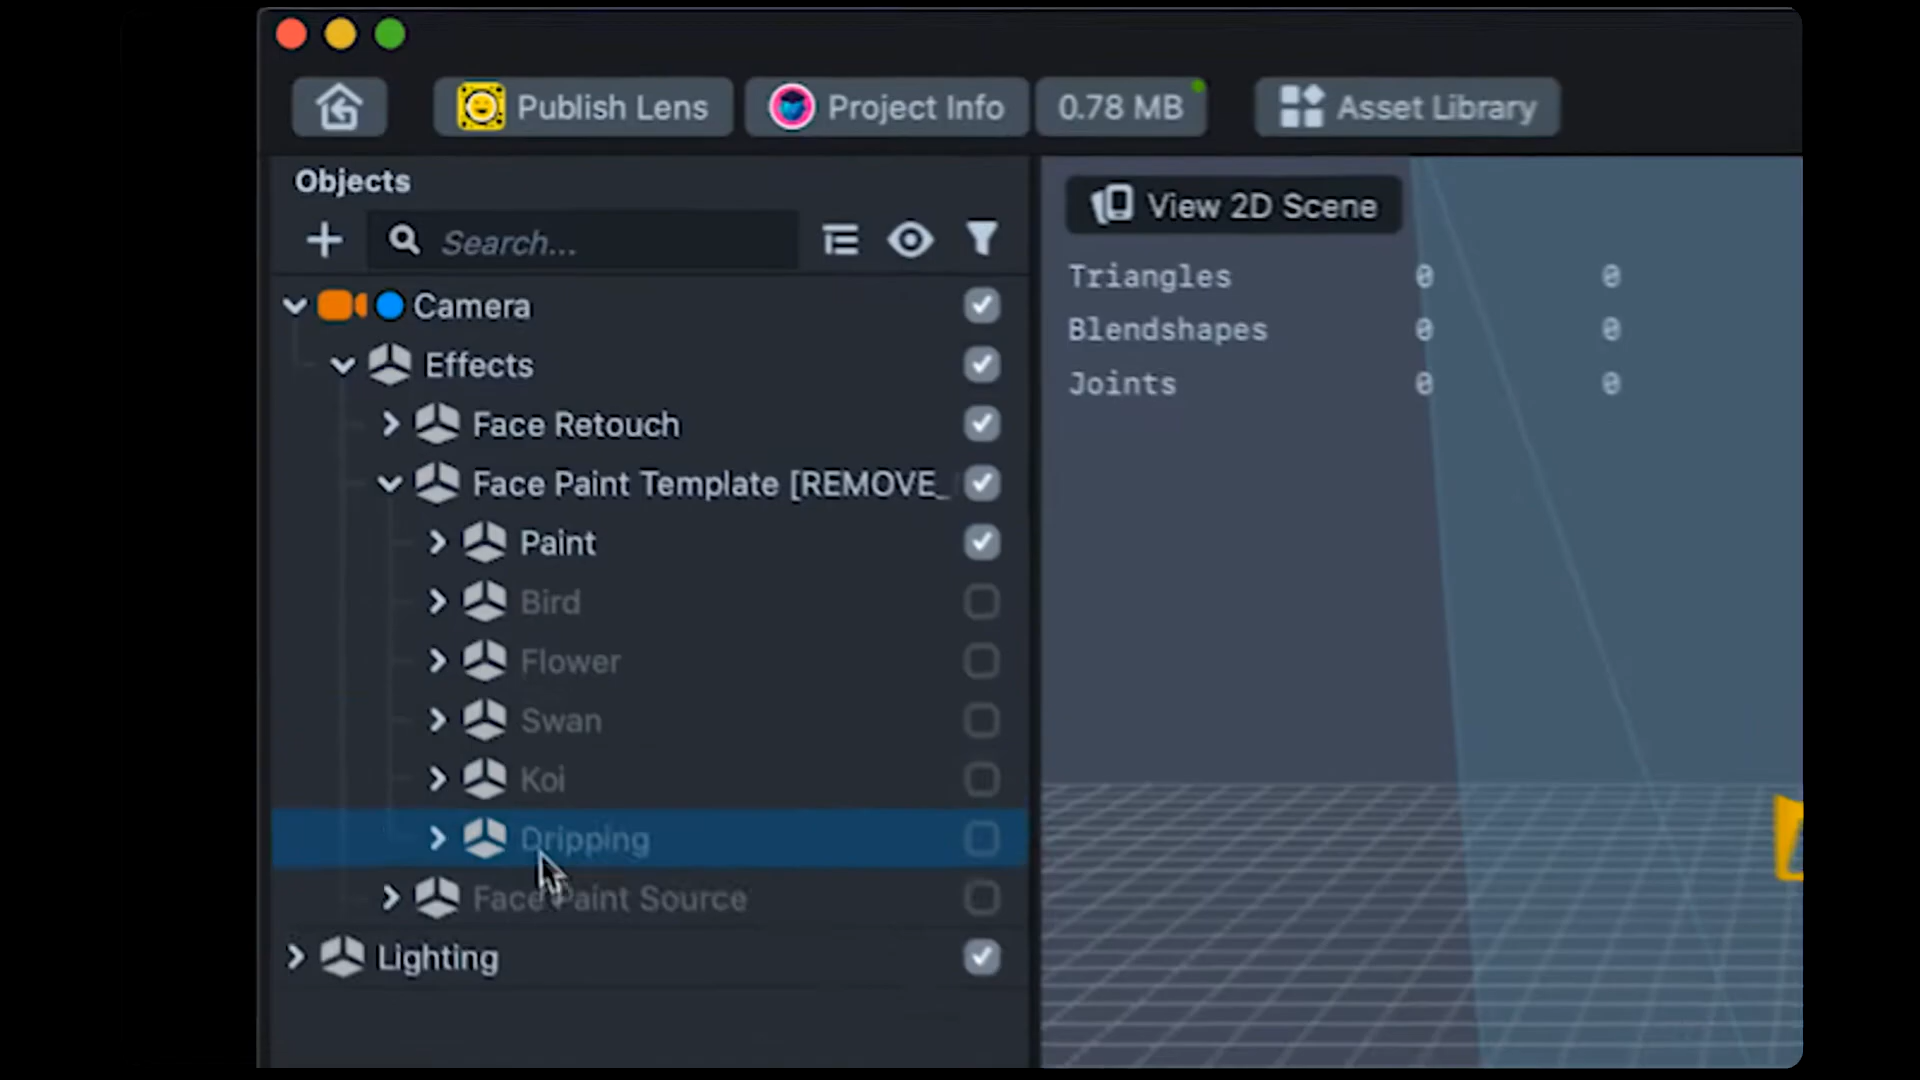 Publish Lens
Project Info
0.78 MB
Asset Library
Objects
Search...
Camera
Effects
Face Retouch
Face Paint Template [REMOVE_
Paint
Bird
Flower
Swan
Koi
Dripping
Face Paint Source
Lighting
View 2D Scene
Triangles 0 0
Blendshapes 0 0
Joints 0 0